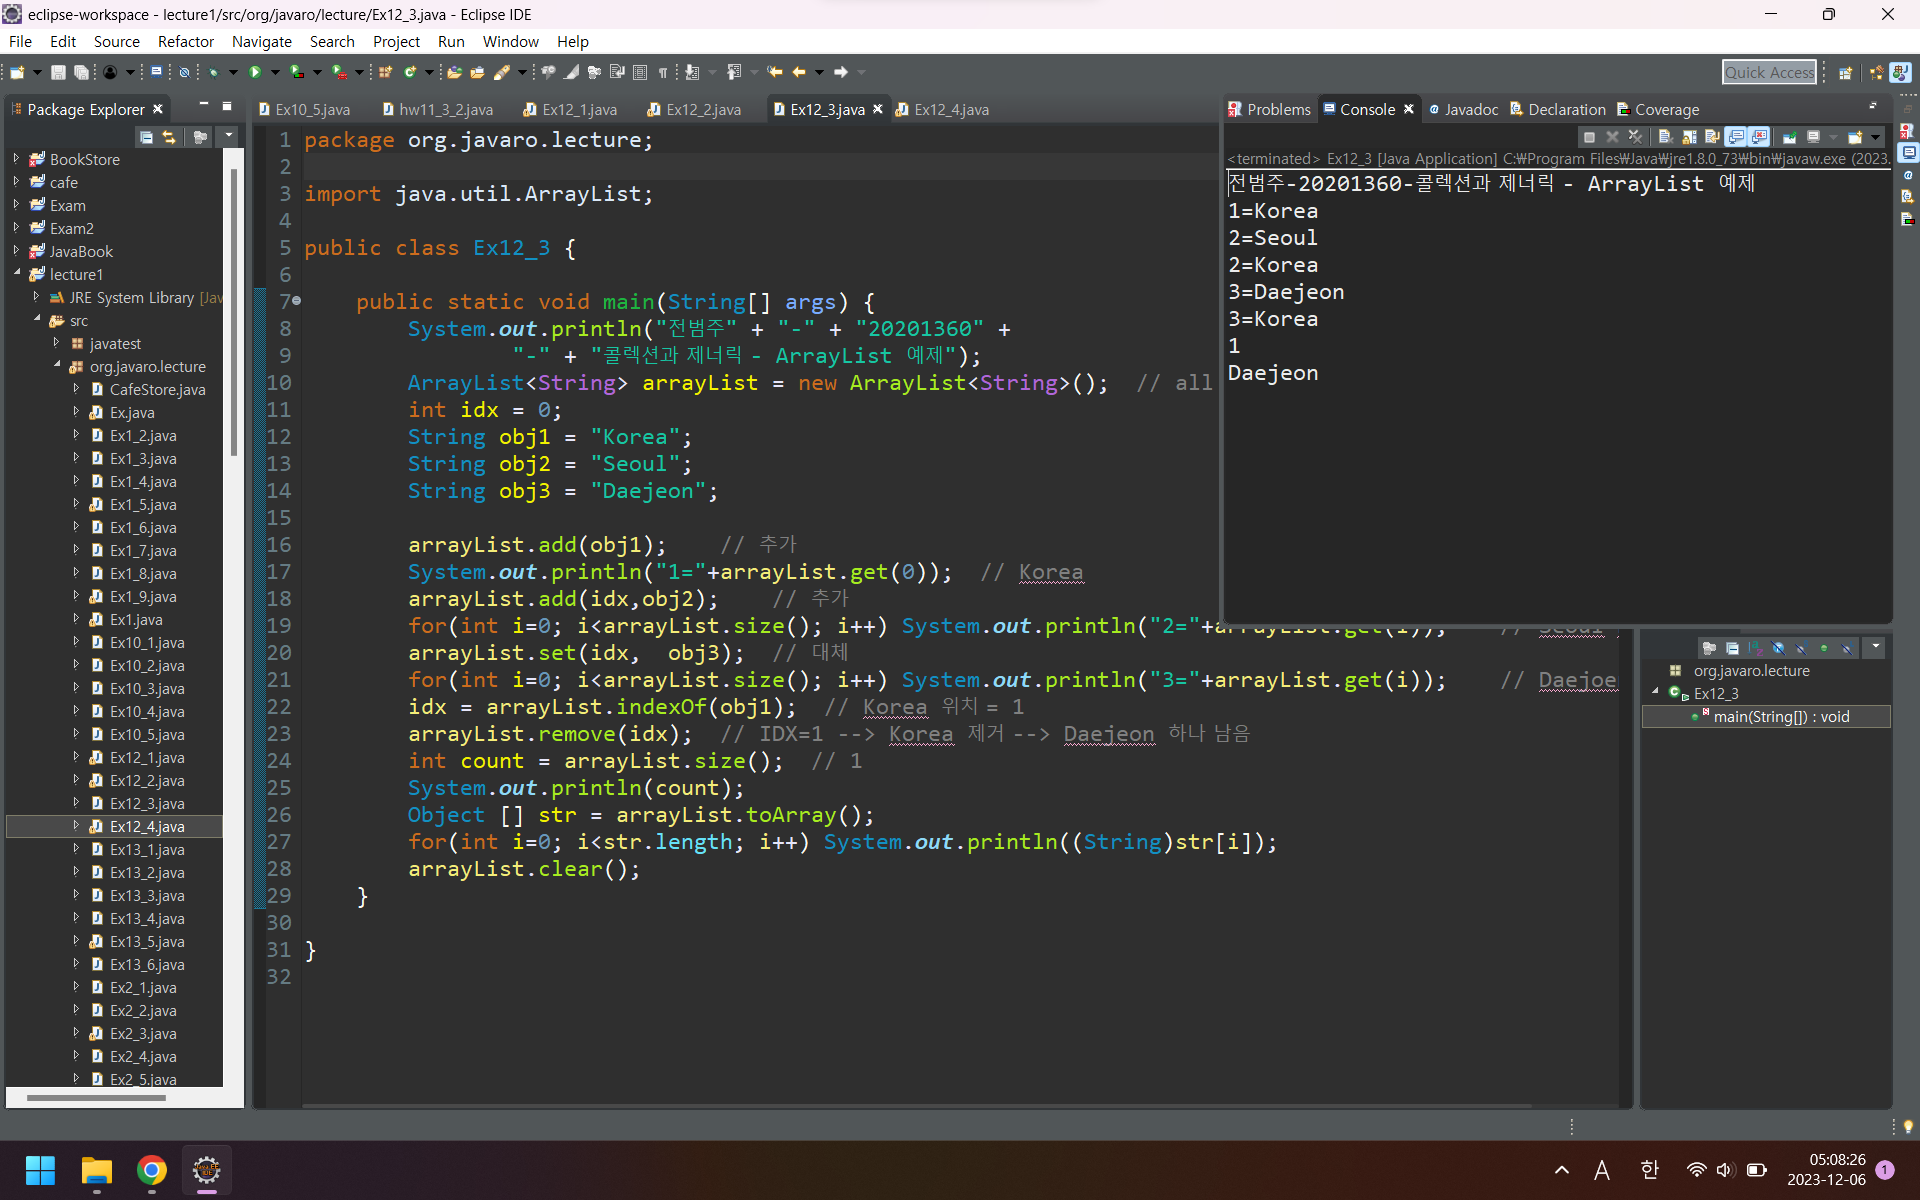 eclipse-workspace - lecture1/src/org/javaro/lecture/Ex12_3.java - Eclipse IDE
File Edit Source Refactor Navigate Search Project Run Window Help
Quick Access
Package Explorer
BookStore
cafe
Exam
Exam2
JavaBook
lecture1
JRE System Library [Jav
src
javatest
org.javaro.lecture
CafeStore.java
Ex.java
Ex1_2.java
Ex1_3.java
Ex1_4.java
Ex1_5.java
Ex1_6.java
Ex1_7.java
Ex1_8.java
Ex1_9.java
Ex1.java
Ex10_1.java
Ex10_2.java
Ex10_3.java
Ex10_4.java
Ex10_5.java
Ex12_1.java
Ex12_2.java
Ex12_3.java
Ex12_4.java
Ex13_1.java
Ex13_2.java
Ex13_3.java
Ex13_4.java
Ex13_5.java
Ex13_6.java
Ex2_1.java
Ex2_2.java
Ex2_3.java
Ex2_4.java
Ex2_5.java
Ex10_5.java hw11_3_2.java Ex12_1.java Ex12_2.java Ex12_3.java Ex12_4.java
1 package org.javaro.lecture;
2
3 import java.util.ArrayList;
4
5 public class Ex12_3 {
6
7 public static void main(String[] args) {
8 System.out.println("전범주" + "-" + "20201360" +
9 "-" + "콜렉션과 제너릭 - ArrayList 예제");
10 ArrayList<String> arrayList = new ArrayList<String>(); // all
11 int idx = 0;
12 String obj1 = "Korea";
13 String obj2 = "Seoul";
14 String obj3 = "Daejeon";
15
16 arrayList.add(obj1); // 추가
17 System.out.println("1="+arrayList.get(0)); // Korea
18 arrayList.add(idx,obj2); // 추가
19 for(int i=0; i<arrayList.size(); i++) System.out.println("2="+arrayList.get(i)); // Seoul
20 arrayList.set(idx, obj3); // 대체
21 for(int i=0; i<arrayList.size(); i++) System.out.println("3="+arrayList.get(i)); // Daejoe
22 idx = arrayList.indexOf(obj1); // Korea 위치 = 1
23 arrayList.remove(idx); // IDX=1 --> Korea 제거 --> Daejeon 하나 남음
24 int count = arrayList.size(); // 1
25 System.out.println(count);
26 Object [] str = arrayList.toArray();
27 for(int i=0; i<str.length; i++) System.out.println((String)str[i]);
28 arrayList.clear();
29 }
30
31 }
32
Problems Console Javadoc Declaration Coverage
<terminated> Ex12_3 [Java Application] C:₩Program Files₩Java₩jre1.8.0_73₩bin₩javaw.exe (2023.
전범주-20201360-콜렉션과 제너릭 - ArrayList 예제
1=Korea
2=Seoul
2=Korea
3=Daejeon
3=Korea
1
Daejeon
org.javaro.lecture
Ex12_3
main(String[]) : void
A 한
05:08:26
2023-12-06
1